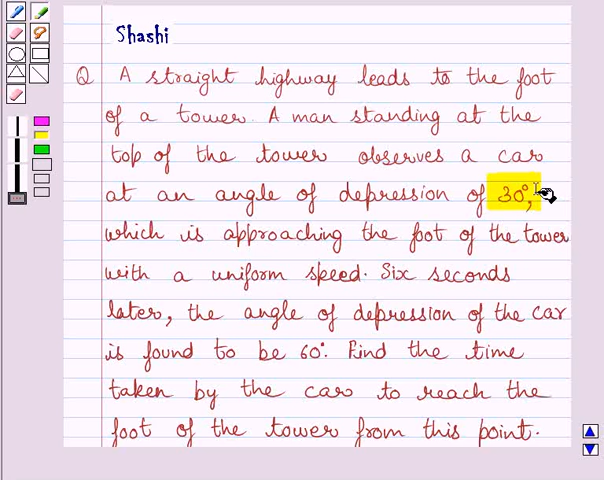 Shashi
Q A straight highway leads to the foot
of a tower. A man standing at the
top of the tower observes a car
at an angle of depression of 30°,
which is approaching the foot of the tower
with a uniform speed. Six seconds
later, the angle of depression of the car
is found to be 60°. Find the time
taken by the car to reach the
foot of the tower from this point.